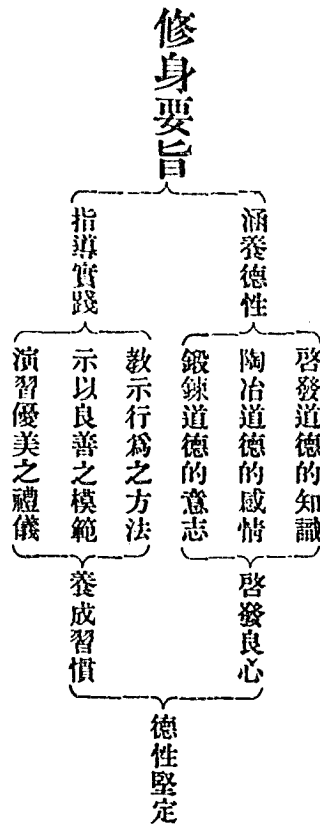 修身要旨
涵養德性
指導實踐
啓發道德的知識
陶冶道德的感情
鍛鍊道德的意志
敎示行爲之方法
示以良善之模範
演習優美之禮儀
啓發良心
養成習慣
德性堅定